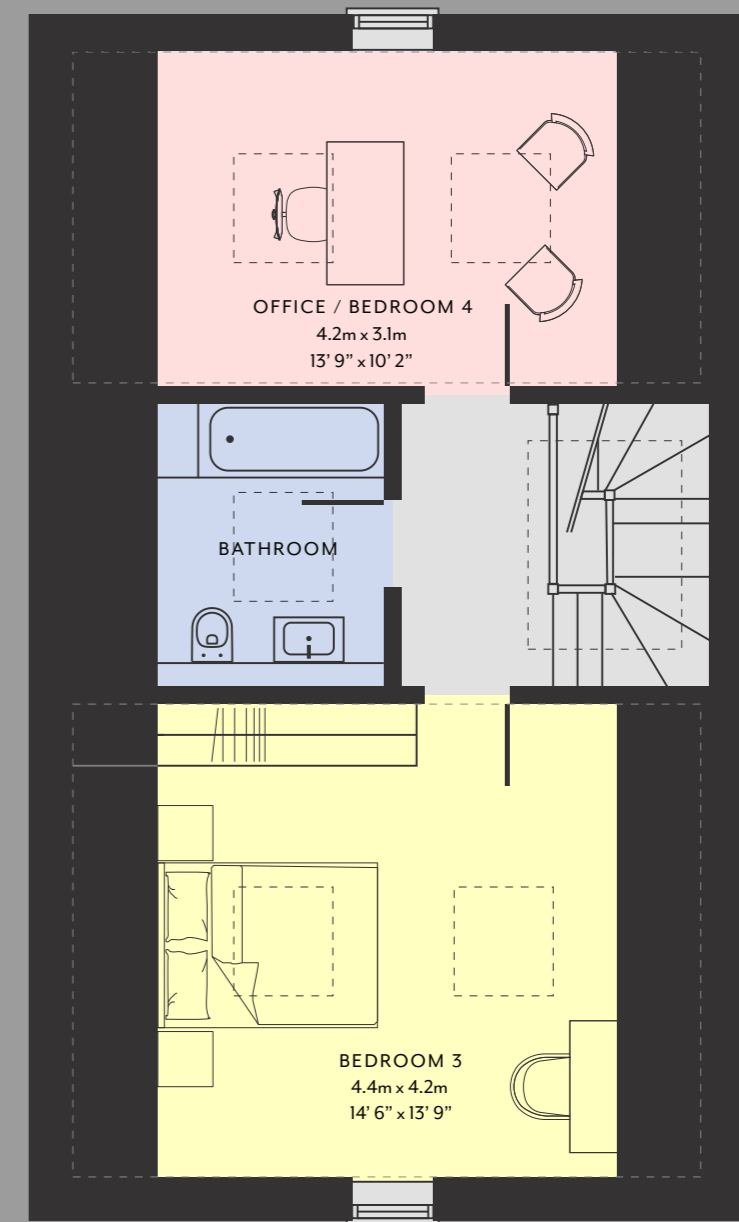 OFFICE / BEDROOM 4
4.2m x 3.1m
13’ 9” x 10’ 2”
BATHROOM
BEDROOM 3
4.4m x 4.2m
14’ 6” x 13’ 9”